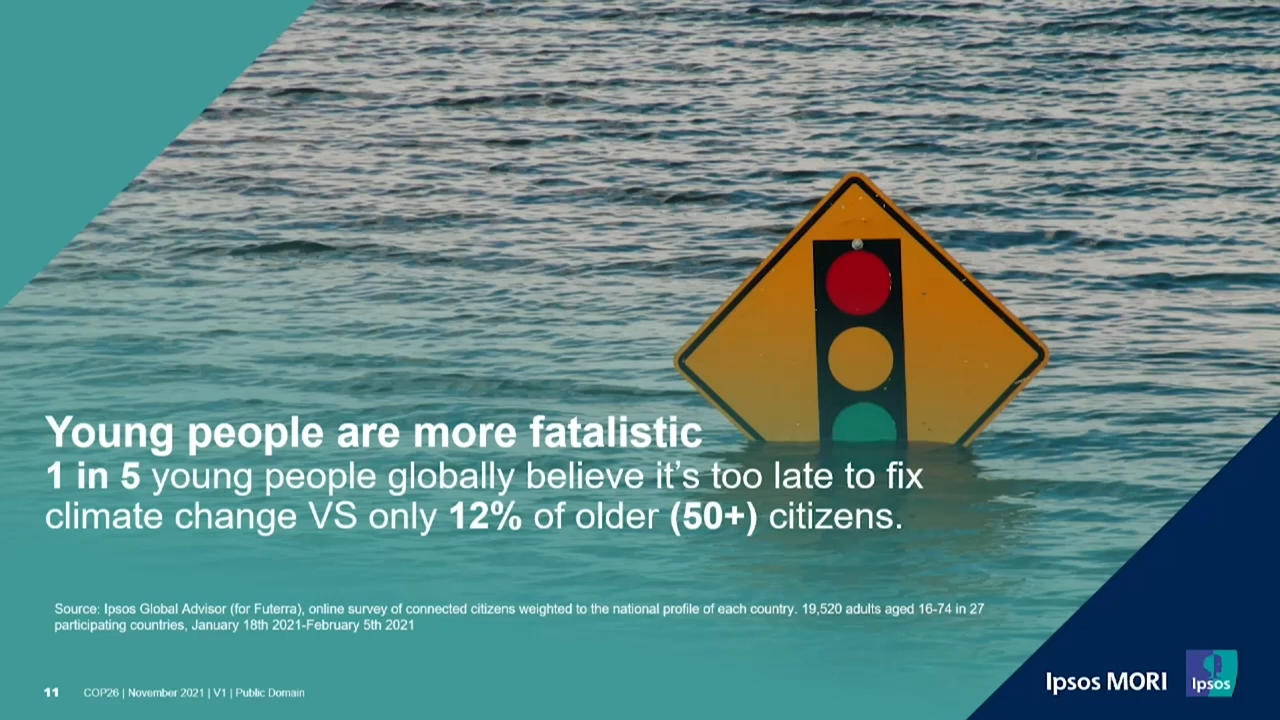 Young people are more fatalistic
1 in 5 young people globally believe it's too late to fix
climate change VS only 12% of older (50+) citizens.
Source: Ipsos Global Advisor (for Futerra), online survey of connected citizens weighted to the national profile of each country. 19,520 adults aged 16-74 in 27
participating countries, January 18th 2021-February 5th 2021
11 COP26 | November 2021 | V1 | Public Domain
Ipsos MORI
Ipsos